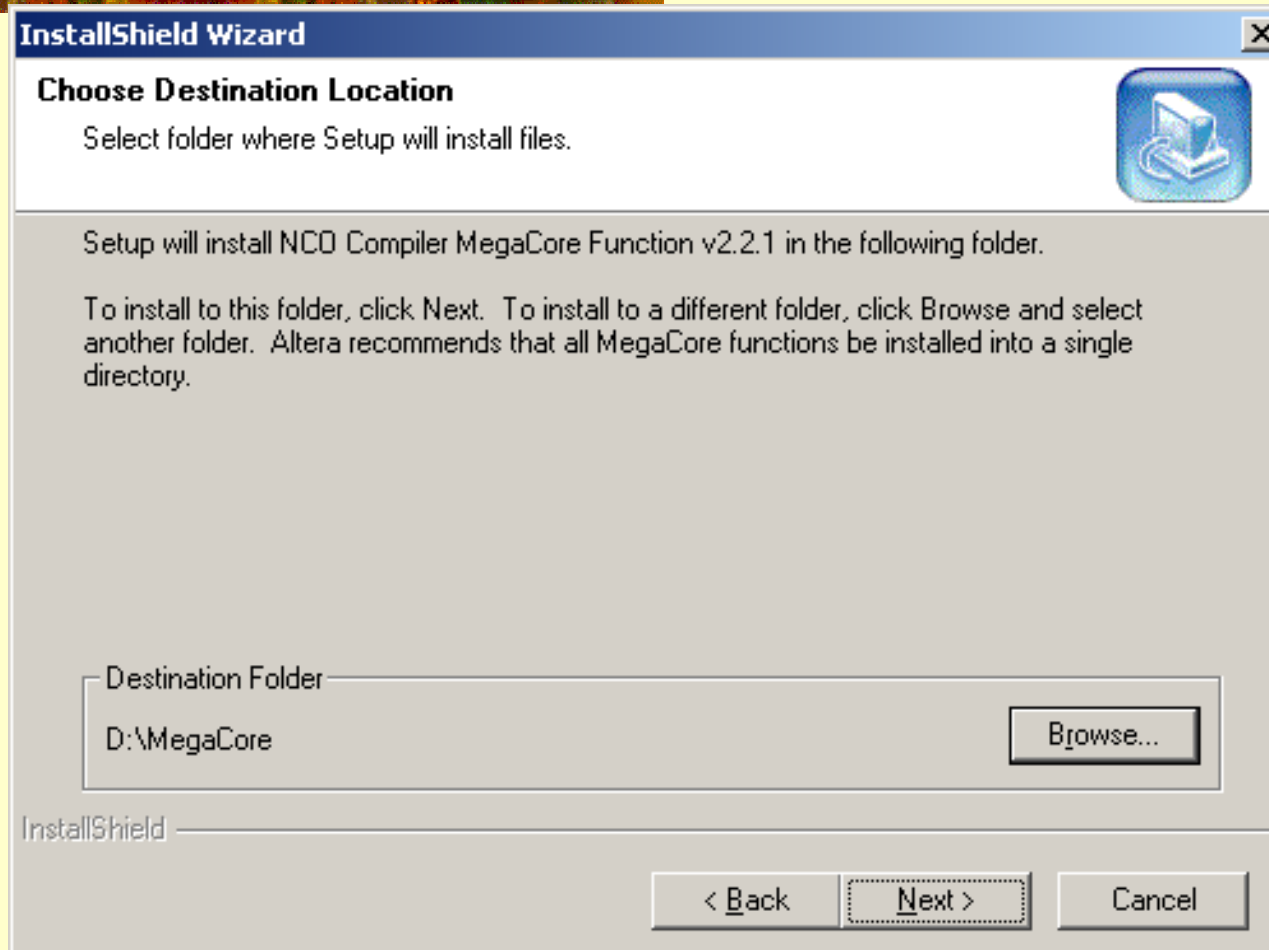 InstallShield Wizard
Choose Destination Location
Select folder where Setup will install files.
Setup will install NCO Compiler MegaCore Function v2.2.1 in the following folder.
To install to this folder, click Next.  To install to a different folder, click Browse and select
another folder.  Altera recommends that all MegaCore functions be installed into a single
directory.
Destination Folder
D:\MegaCore
Browse...
InstallShield
< Back
Next >
Cancel